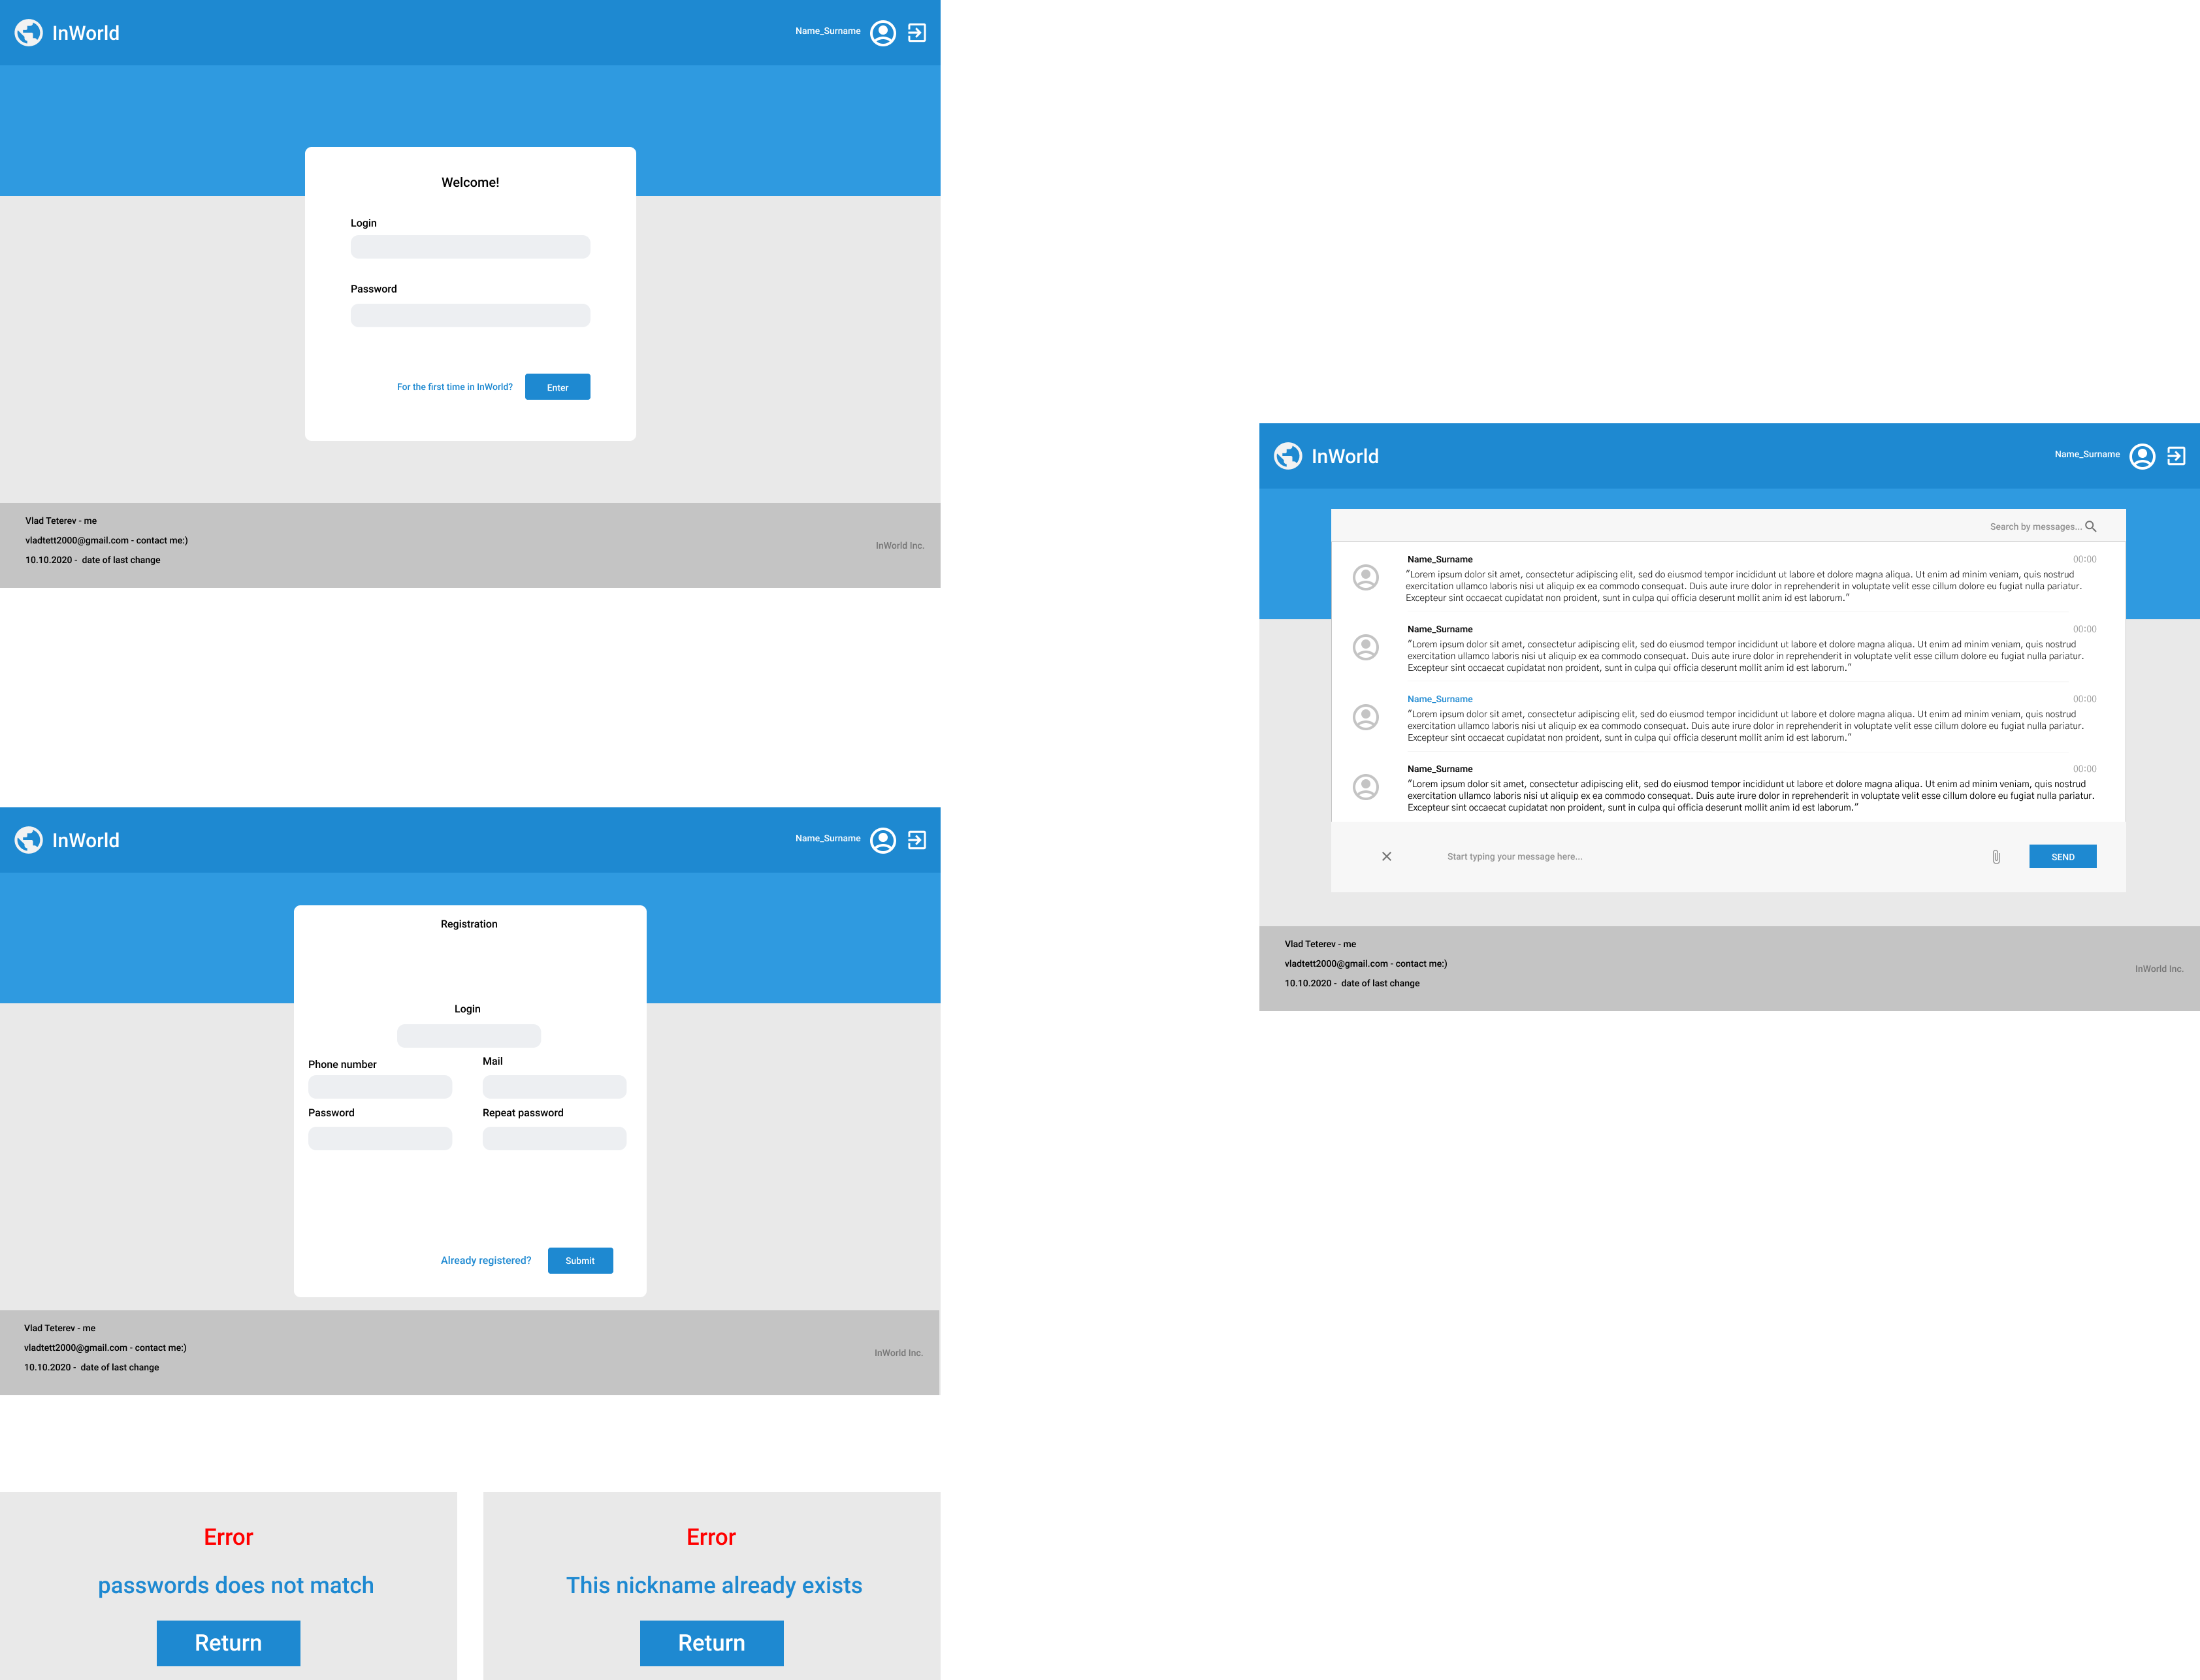 InWorld
Name_Surname
Welcome!
Login
Password
For the first time in InWorld?
Enter
Vlad Teterev - me
vladtett2000@gmail.com - contact me:)
10.10.2020 -  date of last change
InWorld Inc.
InWorld
Name_Surname
Search by messages...
Name_Surname
00:00
"Lorem ipsum dolor sit amet, consectetur adipiscing elit, sed do eiusmod tempor incididunt ut labore et dolore magna aliqua. Ut enim ad minim veniam, quis nostrud
exercitation ullamco laboris nisi ut aliquip ex ea commodo consequat. Duis aute irure dolor in reprehenderit in voluptate velit esse cillum dolore eu fugiat nulla pariatur.
Excepteur sint occaecat cupidatat non proident, sunt in culpa qui officia deserunt mollit anim id est laborum."
Name_Surname
00:00
"Lorem ipsum dolor sit amet, consectetur adipiscing elit, sed do eiusmod tempor incididunt ut labore et dolore magna aliqua. Ut enim ad minim veniam, quis nostrud
exercitation ullamco laboris nisi ut aliquip ex ea commodo consequat. Duis aute irure dolor in reprehenderit in voluptate velit esse cillum dolore eu fugiat nulla pariatur.
Excepteur sint occaecat cupidatat non proident, sunt in culpa qui officia deserunt mollit anim id est laborum."
Name_Surname
00:00
"Lorem ipsum dolor sit amet, consectetur adipiscing elit, sed do eiusmod tempor incididunt ut labore et dolore magna aliqua. Ut enim ad minim veniam, quis nostrud
exercitation ullamco laboris nisi ut aliquip ex ea commodo consequat. Duis aute irure dolor in reprehenderit in voluptate velit esse cillum dolore eu fugiat nulla pariatur.
Excepteur sint occaecat cupidatat non proident, sunt in culpa qui officia deserunt mollit anim id est laborum."
Name_Surname
00:00
"Lorem ipsum dolor sit amet, consectetur adipiscing elit, sed do eiusmod tempor incididunt ut labore et dolore magna aliqua. Ut enim ad minim veniam, quis nostrud
exercitation ullamco laboris nisi ut aliquip ex ea commodo consequat. Duis aute irure dolor in reprehenderit in voluptate velit esse cillum dolore eu fugiat nulla pariatur.
Excepteur sint occaecat cupidatat non proident, sunt in culpa qui officia deserunt mollit anim id est laborum."
Start typing your message here...
SEND
Vlad Teterev - me
vladtett2000@gmail.com - contact me:)
10.10.2020 -  date of last change
InWorld Inc.
InWorld
Name_Surname
Registration
Login
Phone number
Mail
Password
Repeat password
Already registered?
Submit
Vlad Teterev - me
vladtett2000@gmail.com - contact me:)
10.10.2020 -  date of last change
InWorld Inc.
Error
passwords does not match
Return
Error
This nickname already exists
Return